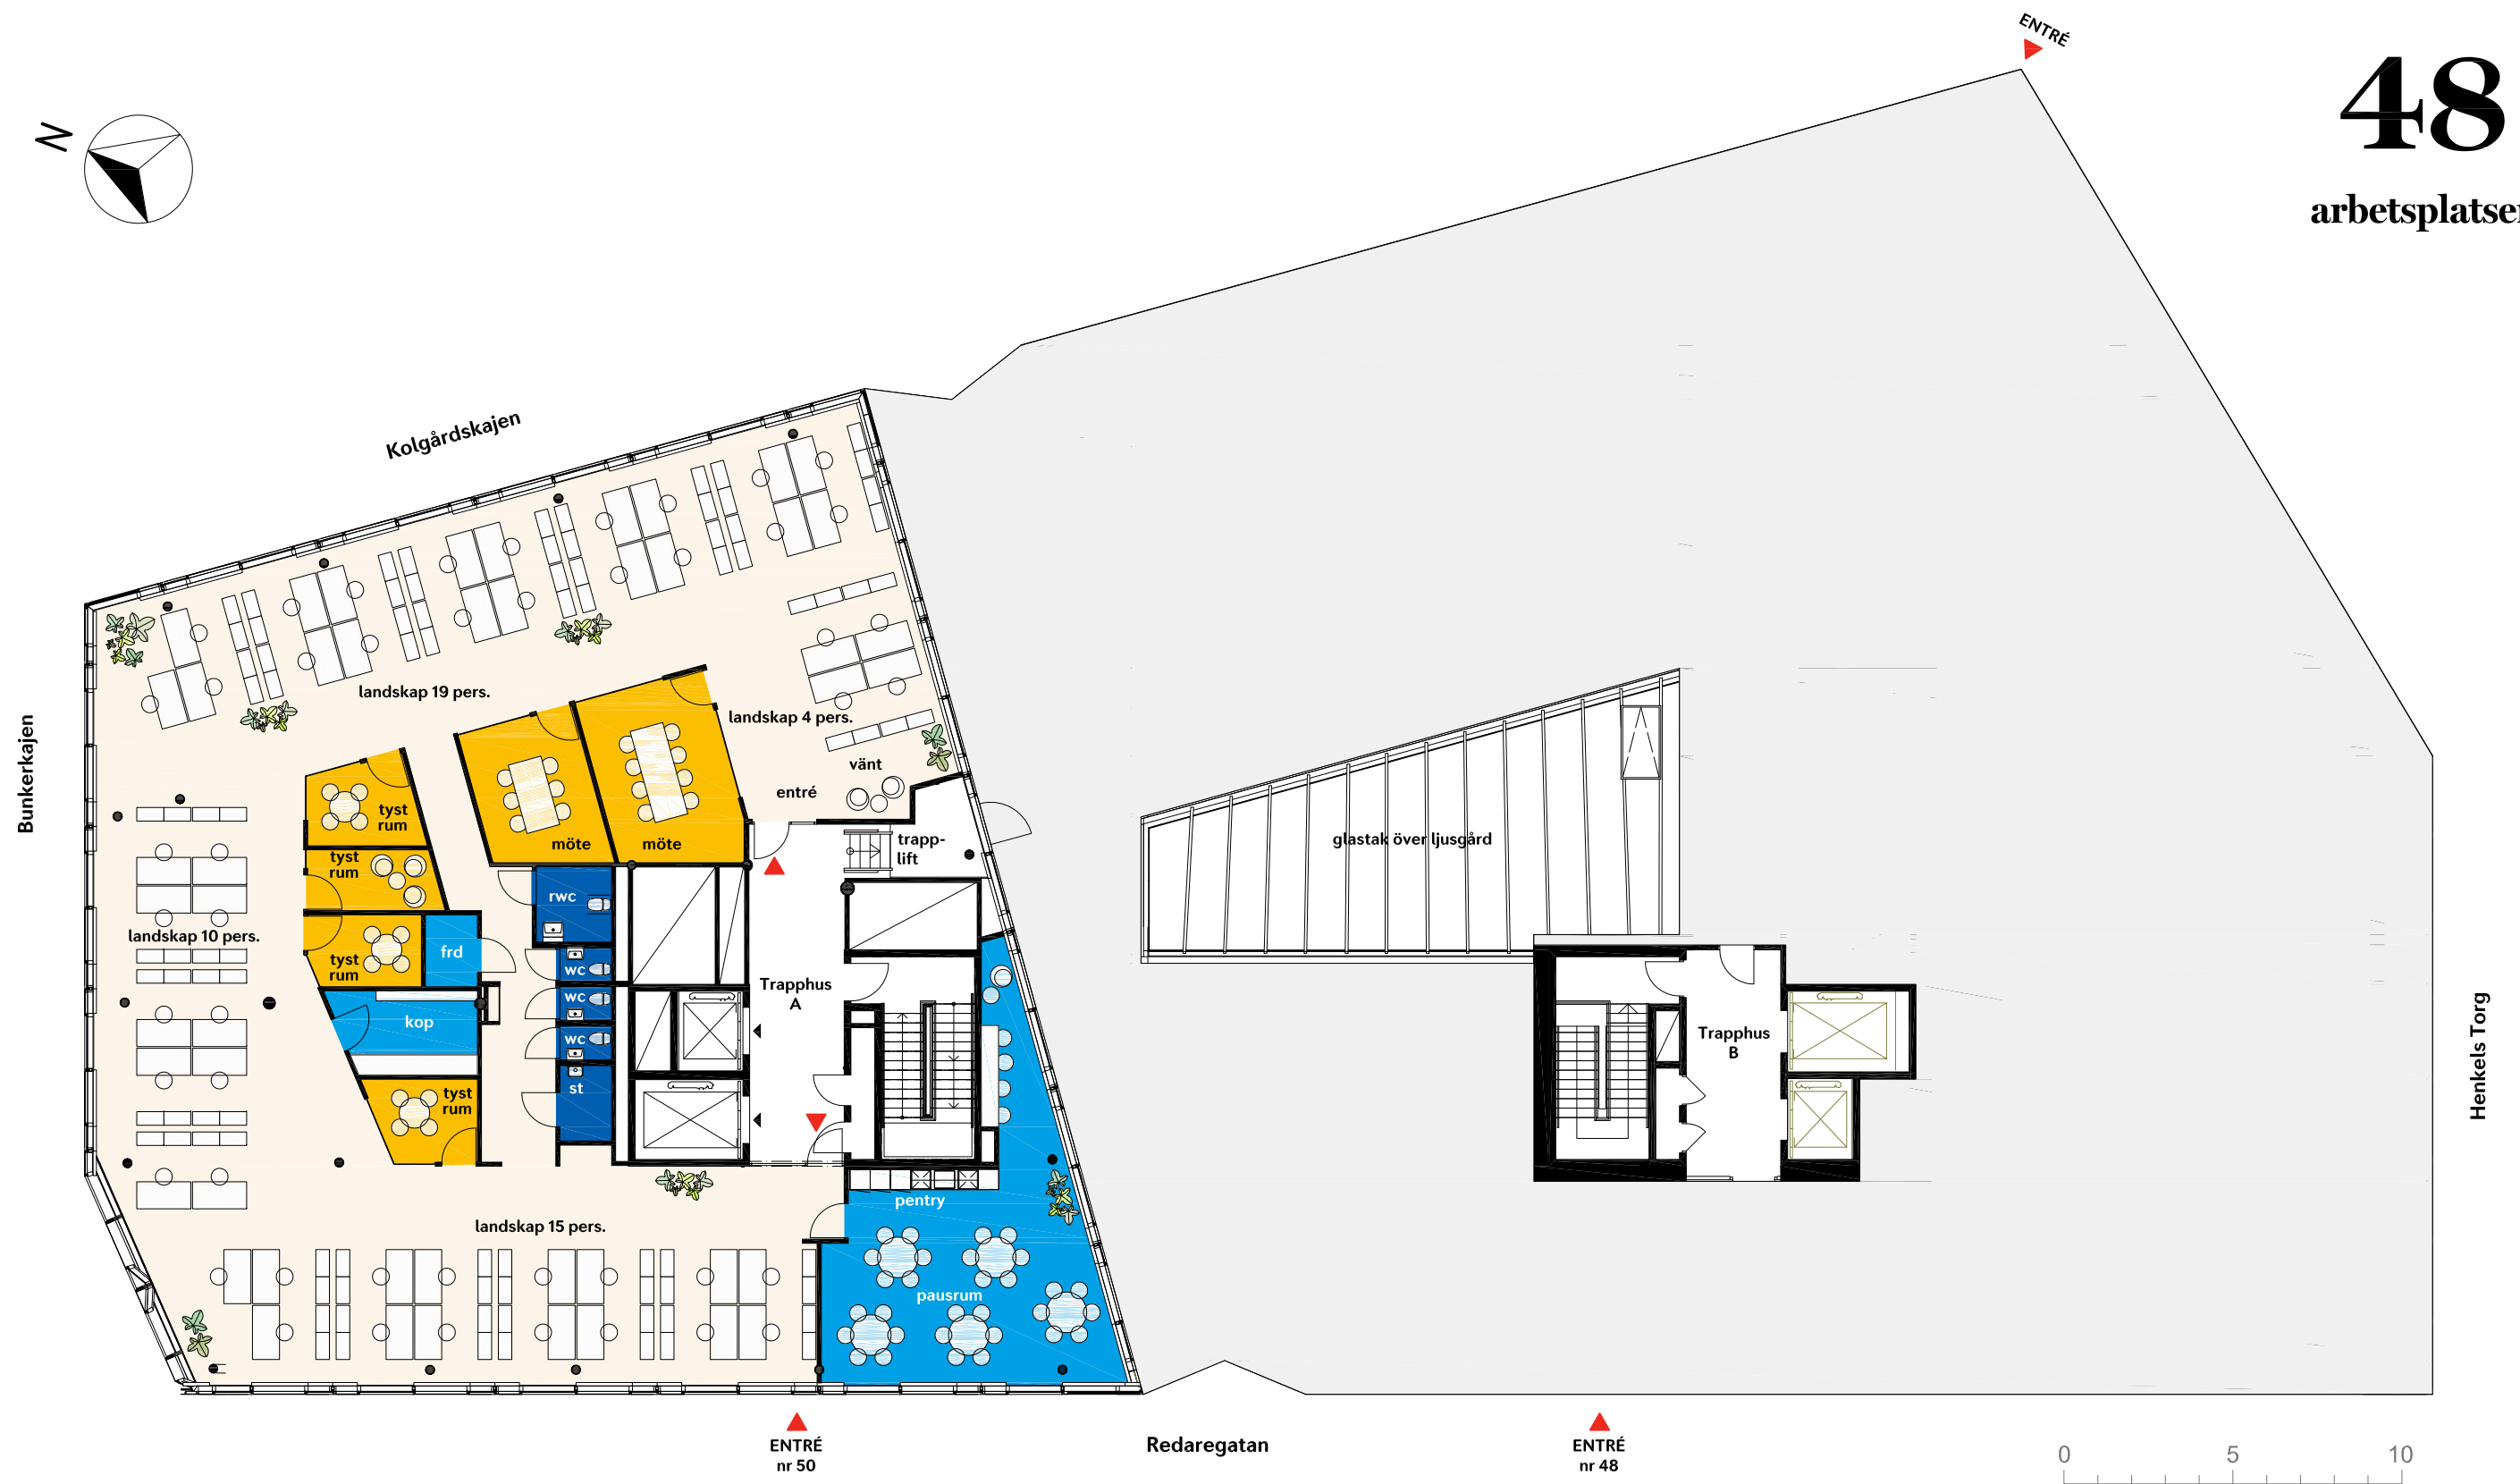 ENTRÉ
48
arbetsplatser
N
Kolgårdskajen
Bunkerkajen
landskap 19 pers.
landskap 4 pers.
vänt
entré
tyst
rum
möte
möte
trapp-
lift
glastak över ljusgård
tyst
rum
rwc
landskap 10 pers.
frd
tyst
rum
wc
Trapphus
A
wc
kop
wc
Trapphus
B
Henkels Torg
st
tyst
rum
pentry
landskap 15 pers.
pausrum
ENTRÉ
nr 50
Redaregatan
ENTRÉ
nr 48
0 5 10